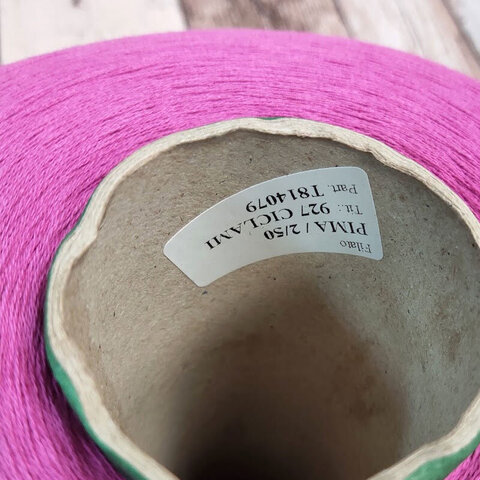 Filato
PIMA / 2/50
Tit.: 927 CICLAMI
Part. T814079